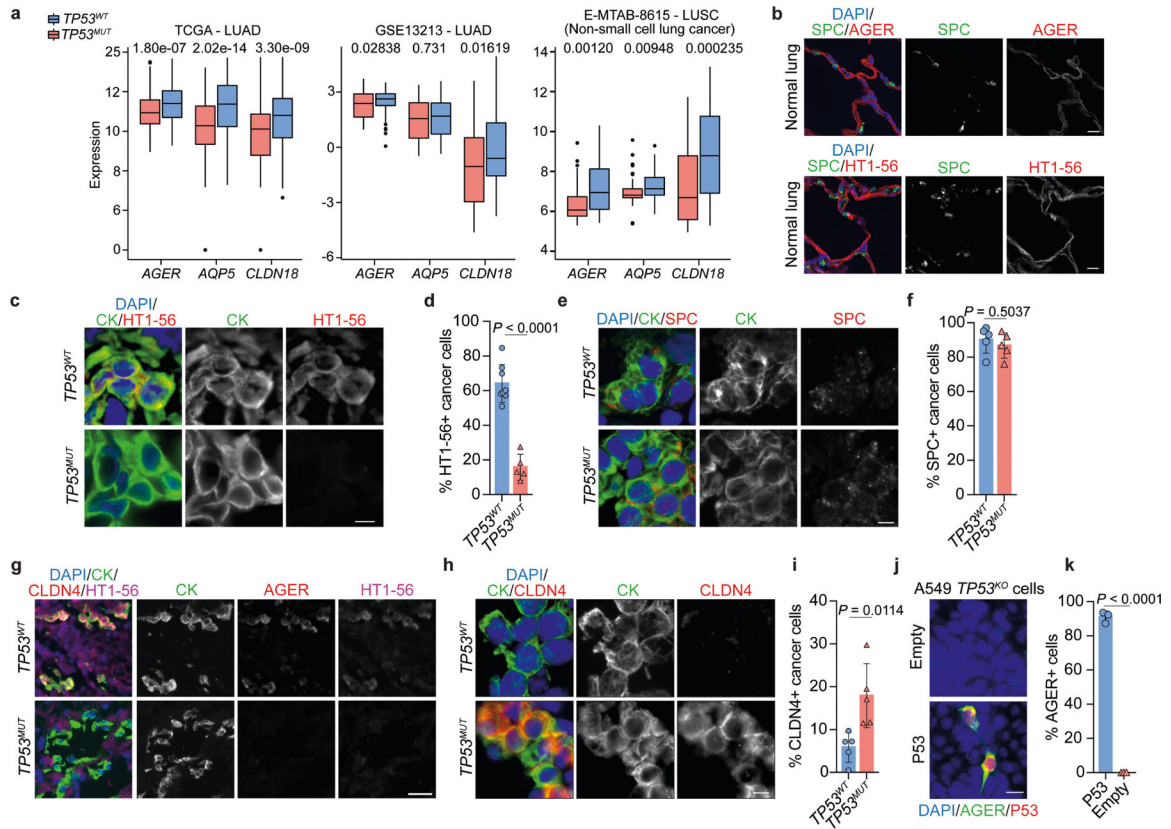 a
TP53WT
TP53MUT
TCGA - LUAD
1.80e-07 2.02e-14 3.30e-09
Expression
25
12
10
8
0
AGER AQP5 CLDN18
GSE13213 - LUAD
0.02838 0.731 0.01619
3
0
-3
-6
AGER AQP5 CLDN18
E-MTAB-8615 - LUSC
(Non-small cell lung cancer)
0.00120 0.00948 0.000235
14
12
10
8
6
4
AGER AQP5 CLDN18
b
DAPI/
SPC/AGER SPC AGER
Normal lung
DAPI/
SPC/HT1-56 SPC HT1-56
Normal lung
c
DAPI/
CK/HT1-56 CK HT1-56
TP53WT
TP53MUT
d
P < 0.0001
% HT1-56+ cancer cells
100
80
60
40
20
0
TP53WT
TP53MUT
e
DAPI/CK/SPC CK SPC
TP53WT
TP53MUT
f
P = 0.5037
% SPC+ cancer cells
100
80
60
40
20
0
TP53WT
TP53MUT
g
DAPI/CK/
CLDN4/HT1-56 CK AGER HT1-56
TP53WT
TP53MUT
h
DAPI/
CK/CLDN4 CK CLDN4
TP53WT
TP53MUT
i
P = 0.0114
% CLDN4+ cancer cells
40
30
20
10
0
TP53WT
TP53MUT
j
A549 TP53KO cells
Empty
P53
DAPI/AGER/P53
k
P < 0.0001
% AGER+ cells
100
80
60
40
20
0
P53
Empty